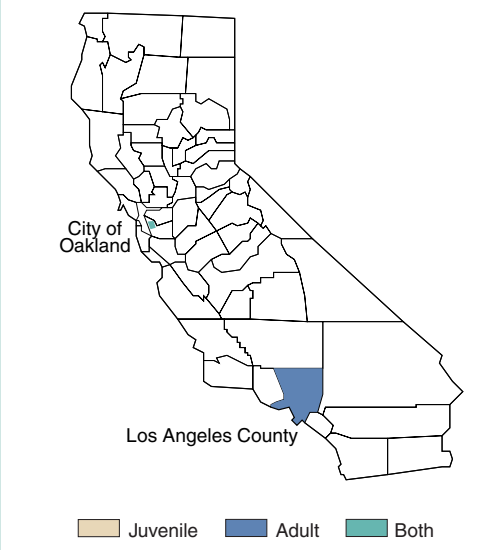 City of
Oakland
Los Angeles County
Juvenile
Adult
Both